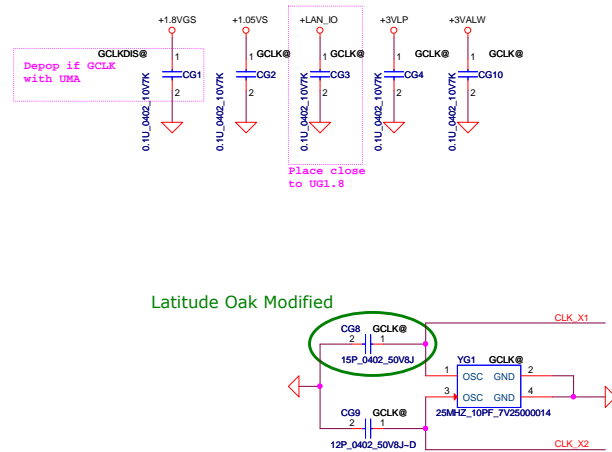 +1.8VGS +1.05VS +LAN_IO +3VLP +3VALW
GCLKDIS@ GCLK@ GCLK@ GCLK@ GCLK@
Depop if GCLK
with UMA
1 1 1 1 1
CG1 CG2 CG3 CG4 CG10
2 2 2 2 2
0.1U_0402_10V7K 0.1U_0402_10V7K 0.1U_0402_10V7K 0.1U_0402_10V7K 0.1U_0402_10V7K
Place close
to UG1.8
Latitude Oak Modified
CLK_X1
CG8 GCLK@
2 1
15P_0402_50V8J
YG1 GCLK@
1 OSC GND 2
3 OSC GND 4
25MHZ_10PF_7V25000014
CG9 GCLK@
2 1
12P_0402_50V8J~D
CLK_X2